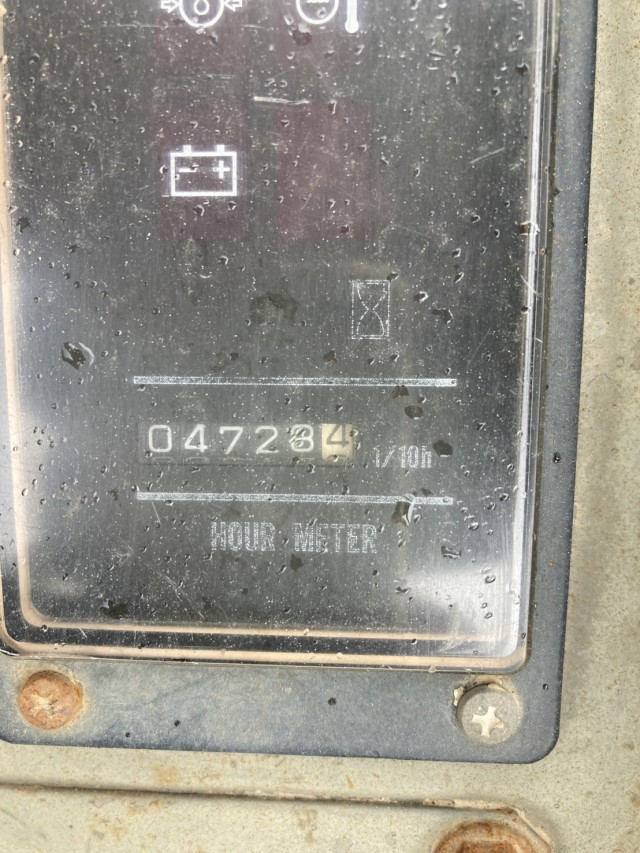 - +
047284
1/10h
HOUR METER